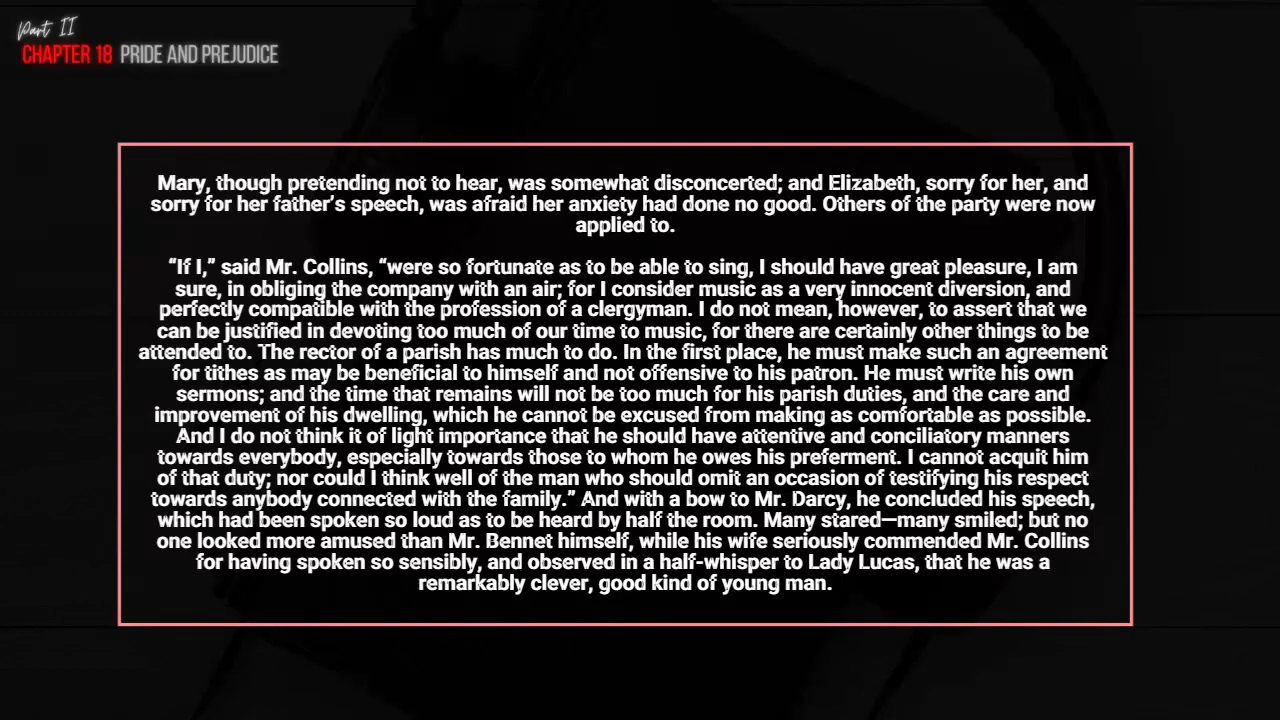 Part II
CHAPTER 18 PRIDE AND PREJUDICE
Mary, though pretending not to hear, was somewhat disconcerted; and Elizabeth, sorry for her, and
sorry for her father’s speech, was afraid her anxiety had done no good. Others of the party were now
applied to.
“If I,” said Mr. Collins, “were so fortunate as to be able to sing, I should have great pleasure, I am
sure, in obliging the company with an air; for I consider music as a very innocent diversion, and
perfectly compatible with the profession of a clergyman. I do not mean, however, to assert that we
can be justified in devoting too much of our time to music, for there are certainly other things to be
attended to. The rector of a parish has much to do. In the first place, he must make such an agreement
for tithes as may be beneficial to himself and not offensive to his patron. He must write his own
sermons; and the time that remains will not be too much for his parish duties, and the care and
improvement of his dwelling, which he cannot be excused from making as comfortable as possible.
And I do not think it of light importance that he should have attentive and conciliatory manners
towards everybody, especially towards those to whom he owes his preferment. I cannot acquit him
of that duty; nor could I think well of the man who should omit an occasion of testifying his respect
towards anybody connected with the family.” And with a bow to Mr. Darcy, he concluded his speech,
which had been spoken so loud as to be heard by half the room. Many stared—many smiled; but no
one looked more amused than Mr. Bennet himself, while his wife seriously commended Mr. Collins
for having spoken so sensibly, and observed in a half-whisper to Lady Lucas, that he was a
remarkably clever, good kind of young man.